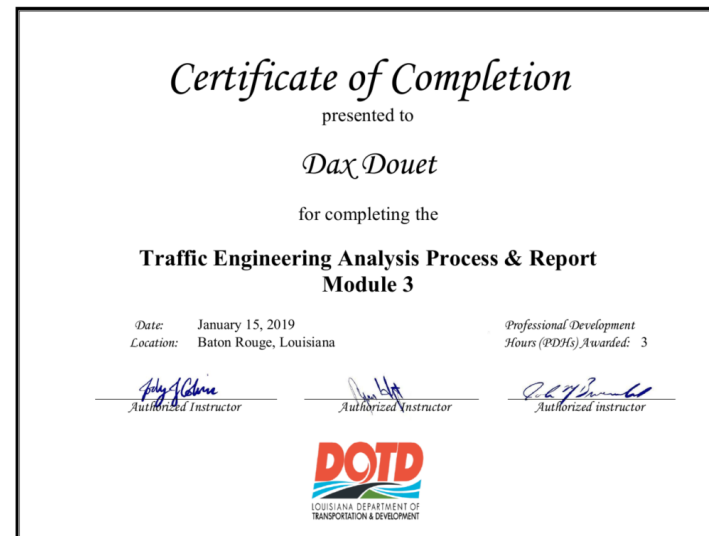 Certificate of Completion
presented to
Dax Douet
for completing the
Traffic Engineering Analysis Process & Report
Module 3
Date: January 15, 2019
Location: Baton Rouge, Louisiana
Professional Development
Hours (PDHs) Awarded: 3
Authorized Instructor
Authorized Instructor
Authorized instructor
DOTD
LOUISIANA DEPARTMENT OF
TRANSPORTATION & DEVELOPMENT